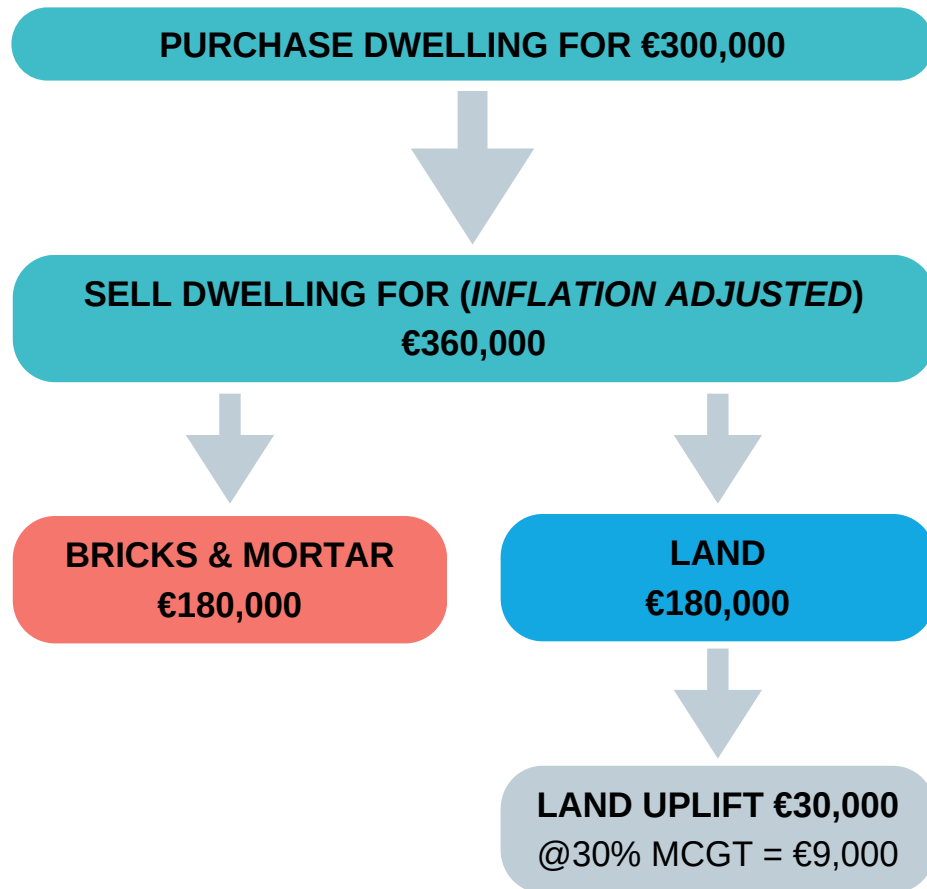 PURCHASE DWELLING FOR €300,000
SELL DWELLING FOR (INFLATION ADJUSTED)
€360,000
BRICKS & MORTAR
€180,000
LAND
€180,000
LAND UPLIFT €30,000
@30% MCGT = €9,000